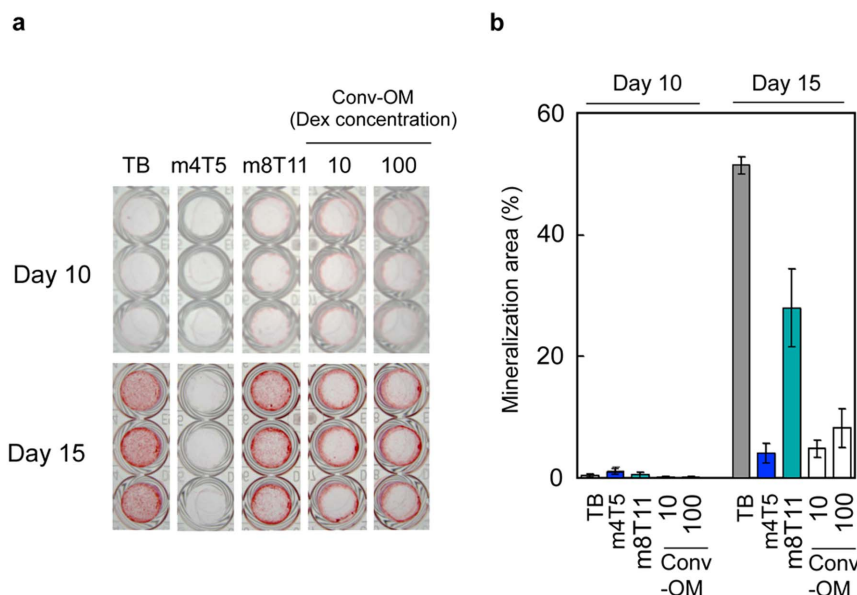 a
Conv-OM
(Dex concentration)
TB m4T5 m8T11 10 100
Day 10
Day 15
b
Day 10 Day 15
Mineralization area (%)
60
40
20
0
TB
m4T5
m8T11
10
100
Conv
-OM
TB
m4T5
m8T11
10
100
Conv
-OM